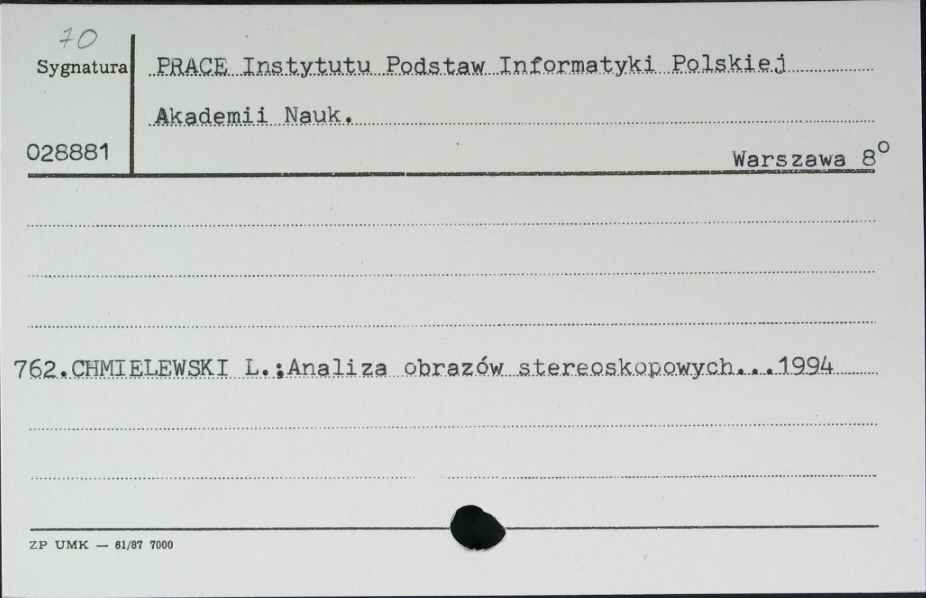 70
Sygnatura
PRACE Instytutu Podstaw Informatyki Polskiej
Akademii Nauk.
028881
Warszawa 8°
762.CHMIELEWSKI L.;Analiza obrazów stereoskopowych...1994
ZP UMK — 61/87 7000